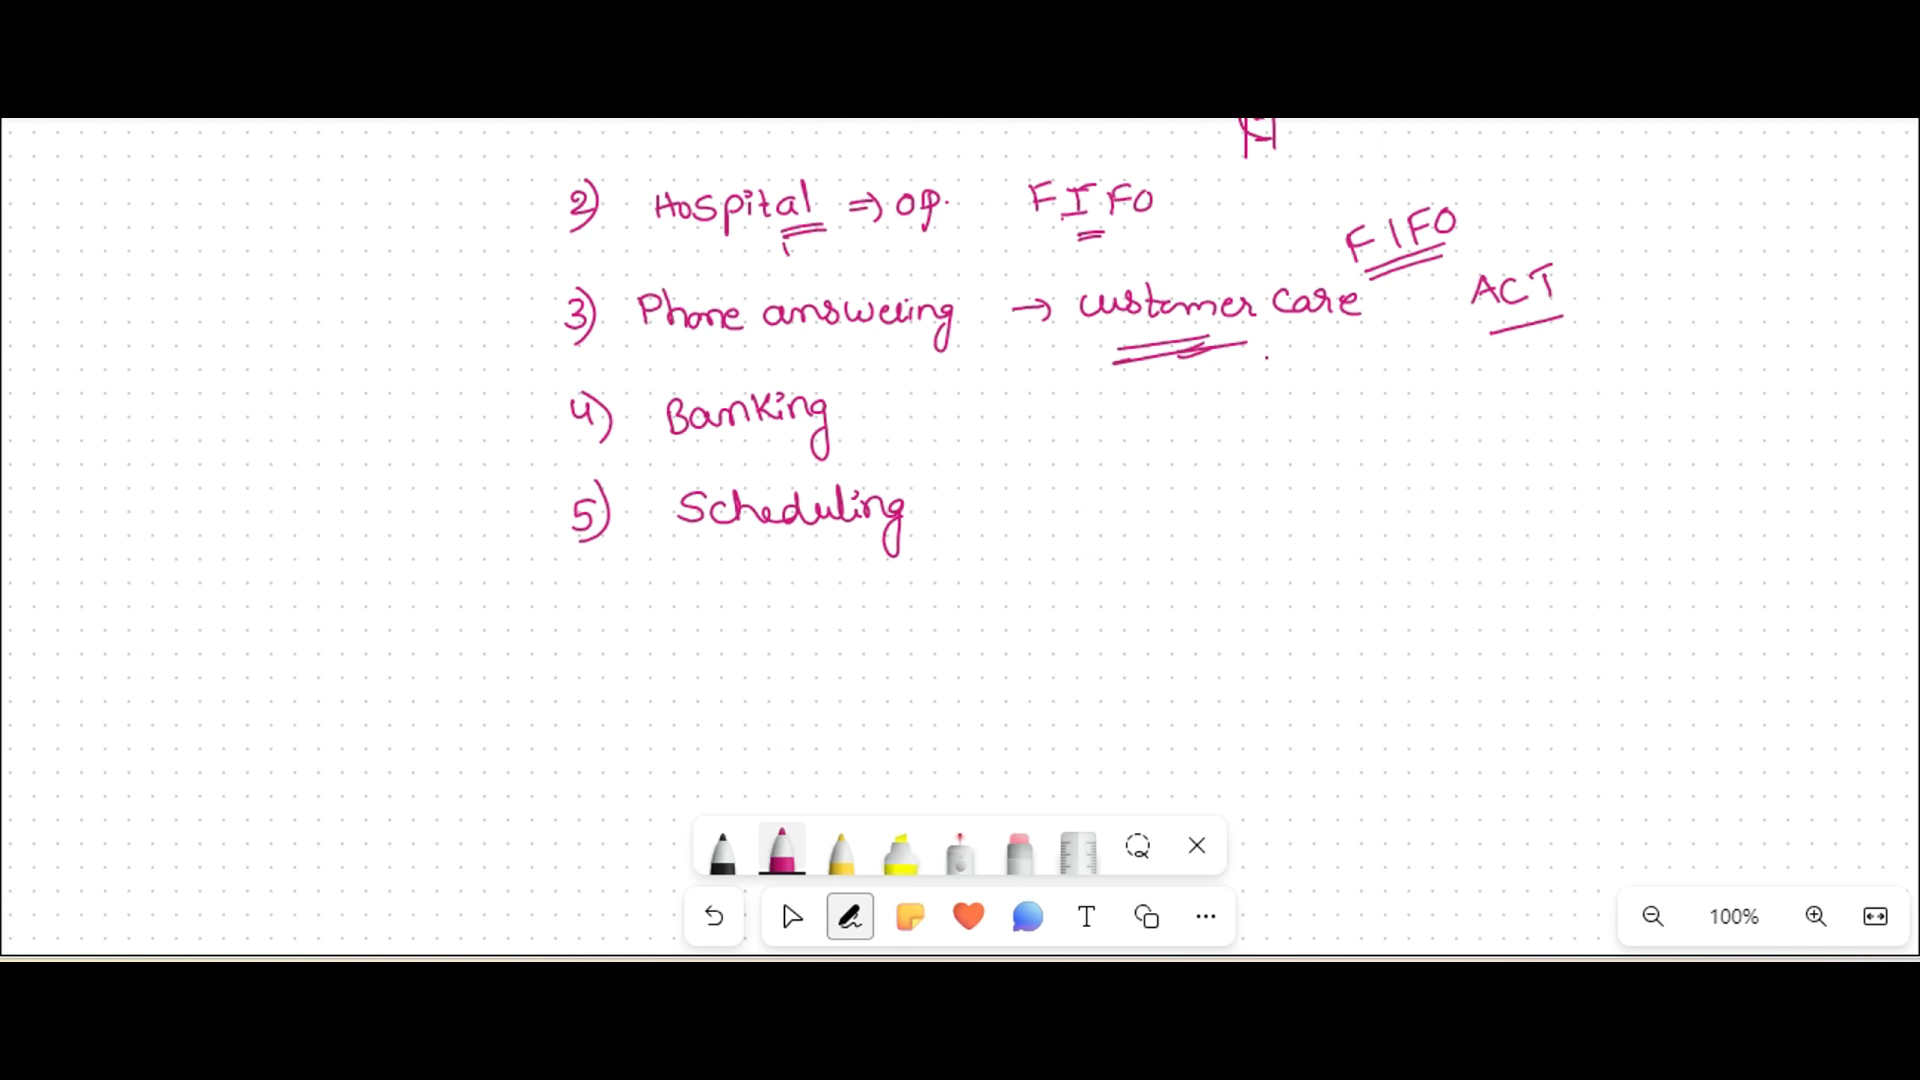 2) Hospital => op. FIFO
FIFO
3) Phone answering → customer care ACT
4) Banking
5) Scheduling
T
100%